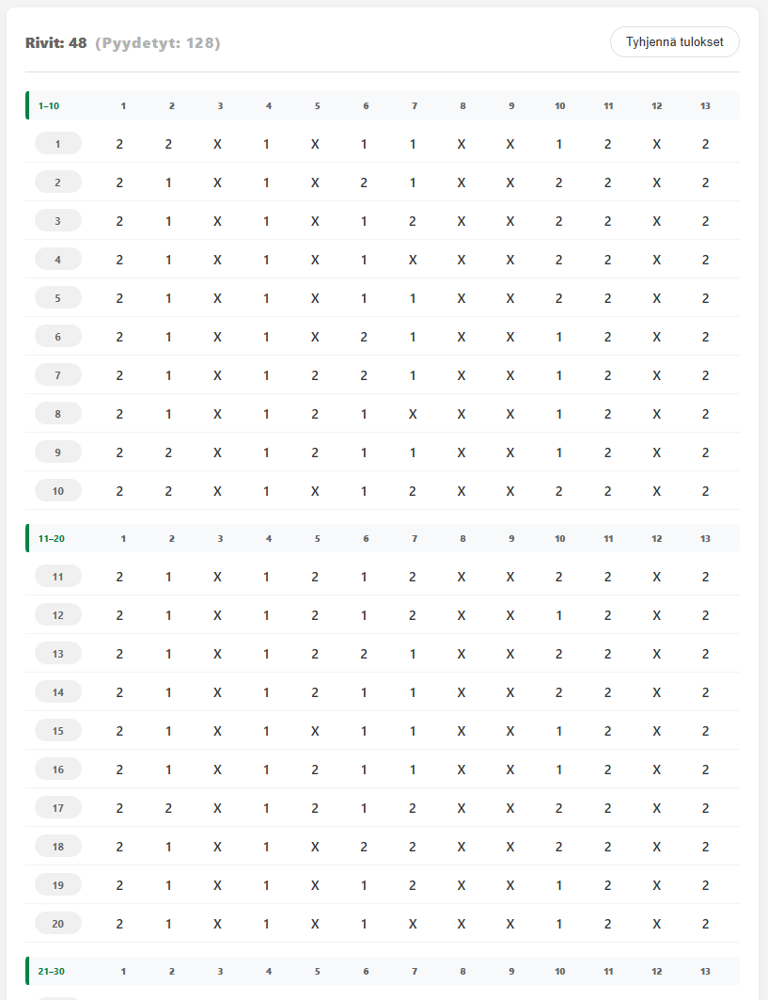 Rivit: 48 (Pyydetyt: 128) Tyhjennä tulokset
1–10 1 2 3 4 5 6 7 8 9 10 11 12 13
1 2 2 X 1 X 1 1 X X 1 2 X 2
2 2 1 X 1 X 2 1 X X 2 2 X 2
3 2 1 X 1 X 1 2 X X 2 2 X 2
4 2 1 X 1 X 1 X X X 2 2 X 2
5 2 1 X 1 X 1 1 X X 2 2 X 2
6 2 1 X 1 X 2 1 X X 1 2 X 2
7 2 1 X 1 2 2 1 X X 1 2 X 2
8 2 1 X 1 2 1 X X X 1 2 X 2
9 2 2 X 1 2 1 1 X X 1 2 X 2
10 2 2 X 1 X 1 2 X X 2 2 X 2
11–20 1 2 3 4 5 6 7 8 9 10 11 12 13
11 2 1 X 1 2 1 2 X X 2 2 X 2
12 2 1 X 1 2 1 2 X X 1 2 X 2
13 2 1 X 1 2 2 1 X X 2 2 X 2
14 2 1 X 1 2 1 1 X X 2 2 X 2
15 2 1 X 1 X 1 1 X X 1 2 X 2
16 2 1 X 1 2 1 1 X X 1 2 X 2
17 2 2 X 1 2 1 2 X X 2 2 X 2
18 2 1 X 1 X 2 2 X X 2 2 X 2
19 2 1 X 1 X 1 2 X X 1 2 X 2
20 2 1 X 1 X 1 X X X 1 2 X 2
21–30 1 2 3 4 5 6 7 8 9 10 11 12 13